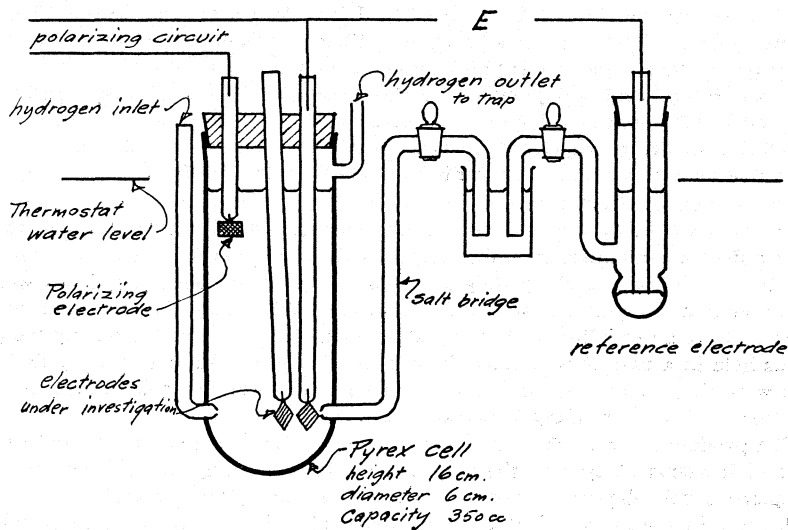 E
polarizing circuit
hydrogen inlet
hydrogen outlet
to trap
Thermostat
water level
Polarizing
electrode
salt bridge
reference electrode
electrodes
under investigation
Pyrex cell
height 16 cm.
diameter 6 cm.
Capacity 350 cc